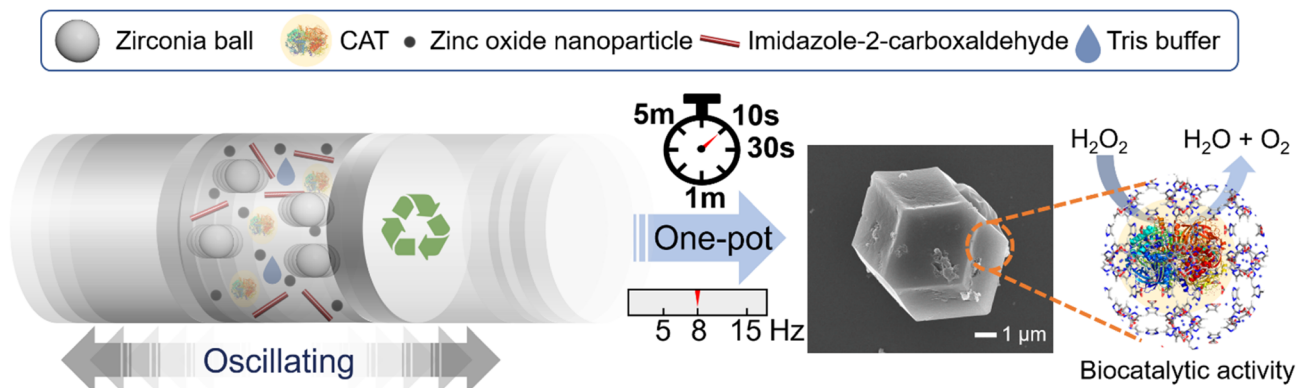 Zirconia ball CAT Zinc oxide nanoparticle Imidazole-2-carboxaldehyde Tris buffer
5m 10s
30s
1m
One-pot
5 8 15 Hz
Oscillating
1 μm
H₂O₂ H₂O + O₂
Biocatalytic activity